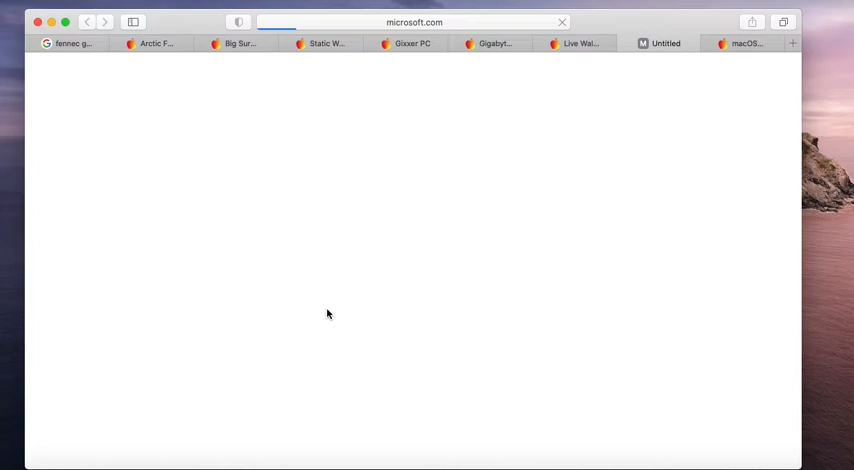 microsoft.com
fennec g...
Arctic F...
Big Sur...
Static W...
Gixxer PC
Gigabyt...
Live Wal...
M Untitled
macOS...